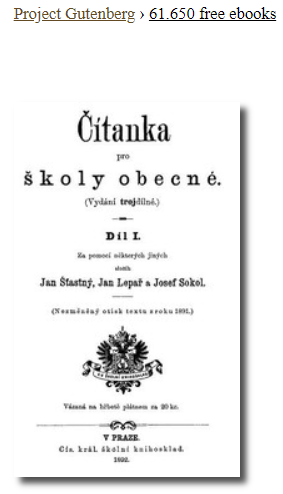 Project Gutenberg › 61.650 free ebooks
Čítanka
pro
školy obecné.
(Vydání trojdílné.)
Díl I.
Za pomoci některých jiných
složili
Jan Šťastný, Jan Lepař a Josef Sokol.
(Nezměněný otisk textu z roku 1891.)
Vázaná na hřbetě plátnem za 20 kr.
V PRAZE.
Cís. král. školní knihosklad.
1892.